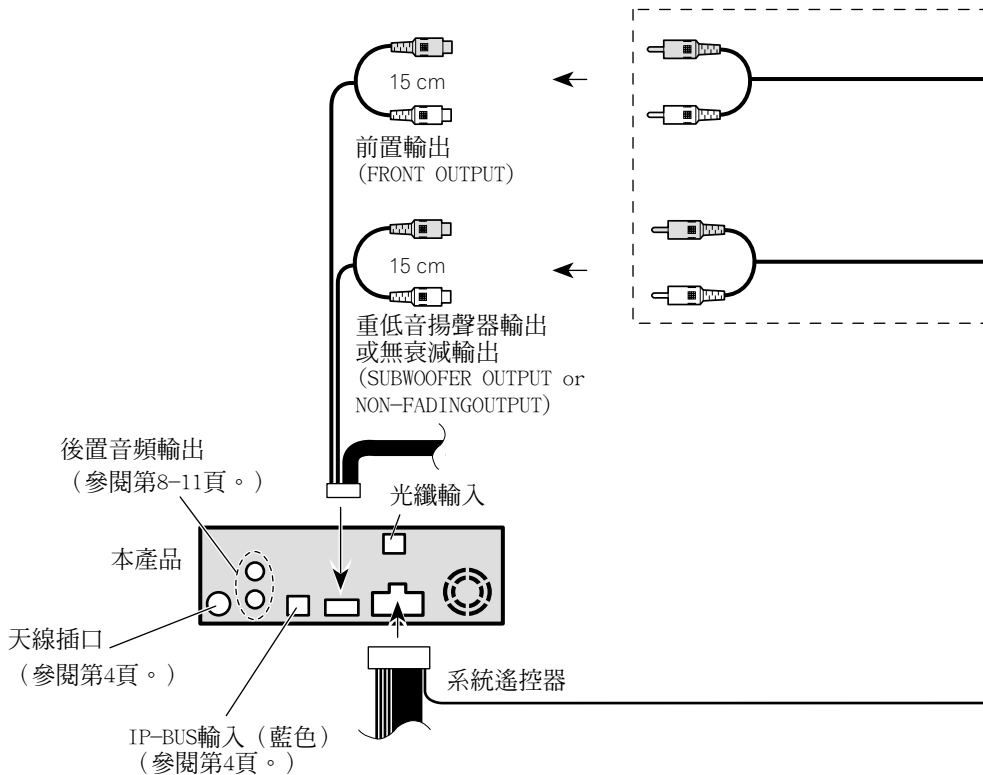 15 cm
前置輸出
(FRONT OUTPUT)
15 cm
重低音揚聲器輸出
或無衰減輸出
(SUBWOOFER OUTPUT or
NON-FADINGOUTPUT)
後置音頻輸出
(參閱第8-11頁。)
光纖輸入
本產品
天線插口
(參閱第4頁。)
系統遙控器
IP-BUS輸入(藍色)
(參閱第4頁。)